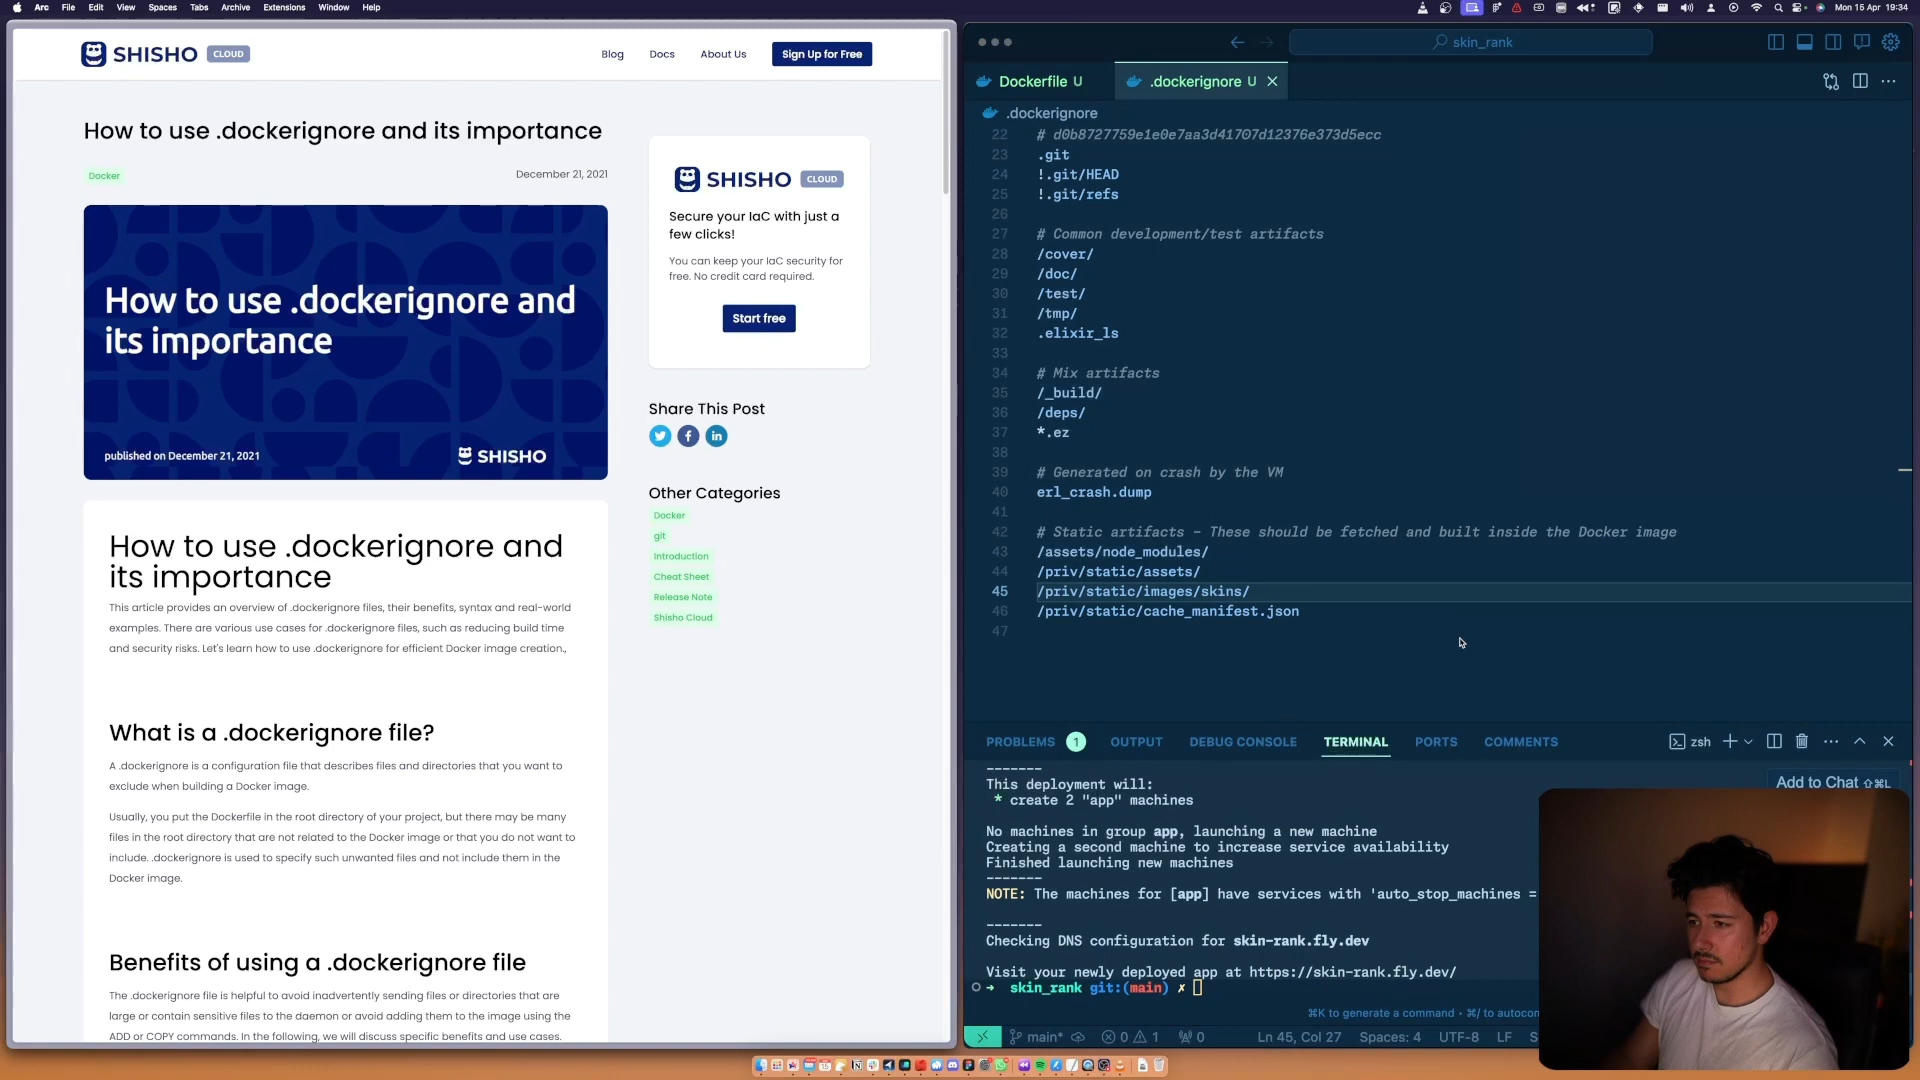 Arc File Edit View Spaces Tabs Archive Extensions Window Help
Mon 15 Apr 19:34
SHISHO CLOUD
Blog Docs About Us Sign Up for Free
How to use .dockerignore and its importance
Docker
December 21, 2021
How to use .dockerignore and
its importance
published on December 21, 2021
SHISHO
How to use .dockerignore and
its importance
This article provides an overview of .dockerignore files, their benefits, syntax and real-world
examples. There are various use cases for .dockerignore files, such as reducing build time
and security risks. Let's learn how to use .dockerignore for efficient Docker image creation.,
What is a .dockerignore file?
A .dockerignore is a configuration file that describes files and directories that you want to
exclude when building a Docker image.
Usually, you put the Dockerfile in the root directory of your project, but there may be many
files in the root directory that are not related to the Docker image or that you do not want to
include. .dockerignore is used to specify such unwanted files and not include them in the
Docker image.
Benefits of using a .dockerignore file
The .dockerignore file is helpful to avoid inadvertently sending files or directories that are
large or contain sensitive files to the daemon or avoid adding them to the image using the
ADD or COPY commands. In the following, we will discuss specific benefits and use cases.
SHISHO CLOUD
Secure your IaC with just a
few clicks!
You can keep your IaC security for
free. No credit card required.
Start free
Share This Post
Other Categories
Docker
git
Introduction
Cheat Sheet
Release Note
Shisho Cloud
skin_rank
Dockerfile U
.dockerignore U
.dockerignore
22 # d0b8727759e1e0e7aa3d41707d12376e373d5ecc
23 .git
24 !.git/HEAD
25 !.git/refs
26
27 # Common development/test artifacts
28 /cover/
29 /doc/
30 /test/
31 /tmp/
32 .elixir_ls
33
34 # Mix artifacts
35 /_build/
36 /deps/
37 *.ez
38
39 # Generated on crash by the VM
40 erl_crash.dump
41
42 # Static artifacts - These should be fetched and built inside the Docker image
43 /assets/node_modules/
44 /priv/static/assets/
45 /priv/static/images/skins/
46 /priv/static/cache_manifest.json
47
PROBLEMS 1 OUTPUT DEBUG CONSOLE TERMINAL PORTS COMMENTS
zsh
Add to Chat ⇧⌘L
-------
This deployment will:
* create 2 "app" machines
No machines in group app, launching a new machine
Creating a second machine to increase service availability
Finished launching new machines
-------
NOTE: The machines for [app] have services with 'auto_stop_machines =
-------
Checking DNS configuration for skin-rank.fly.dev
Visit your newly deployed app at https://skin-rank.fly.dev/
➜ skin_rank git:(main) ✗
⌘K to generate a command • ⌘/ to autocom
main* 0 1 0 Ln 45, Col 27 Spaces: 4 UTF-8 LF S